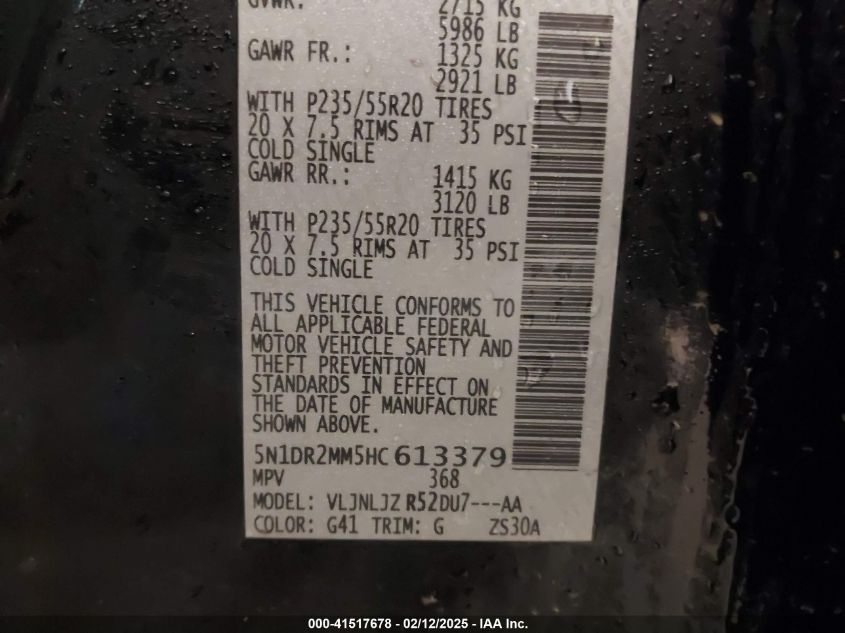 GVWR: 2715 KG
5986 LB
GAWR FR.: 1325 KG
2921 LB
WITH P235/55R20 TIRES
20 X 7.5 RIMS AT 35 PSI
COLD SINGLE
GAWR RR.: 1415 KG
3120 LB
WITH P235/55R20 TIRES
20 X 7.5 RIMS AT 35 PSI
COLD SINGLE
THIS VEHICLE CONFORMS TO
ALL APPLICABLE FEDERAL
MOTOR VEHICLE SAFETY AND
THEFT PREVENTION
STANDARDS IN EFFECT ON
THE DATE OF MANUFACTURE
SHOWN ABOVE.
5N1DR2MM5HC613379
MPV 368
MODEL: VLJNLJZ R52DU7---AA
COLOR: G41 TRIM: G ZS30A
000-41517678 - 02/12/2025 - IAA Inc.